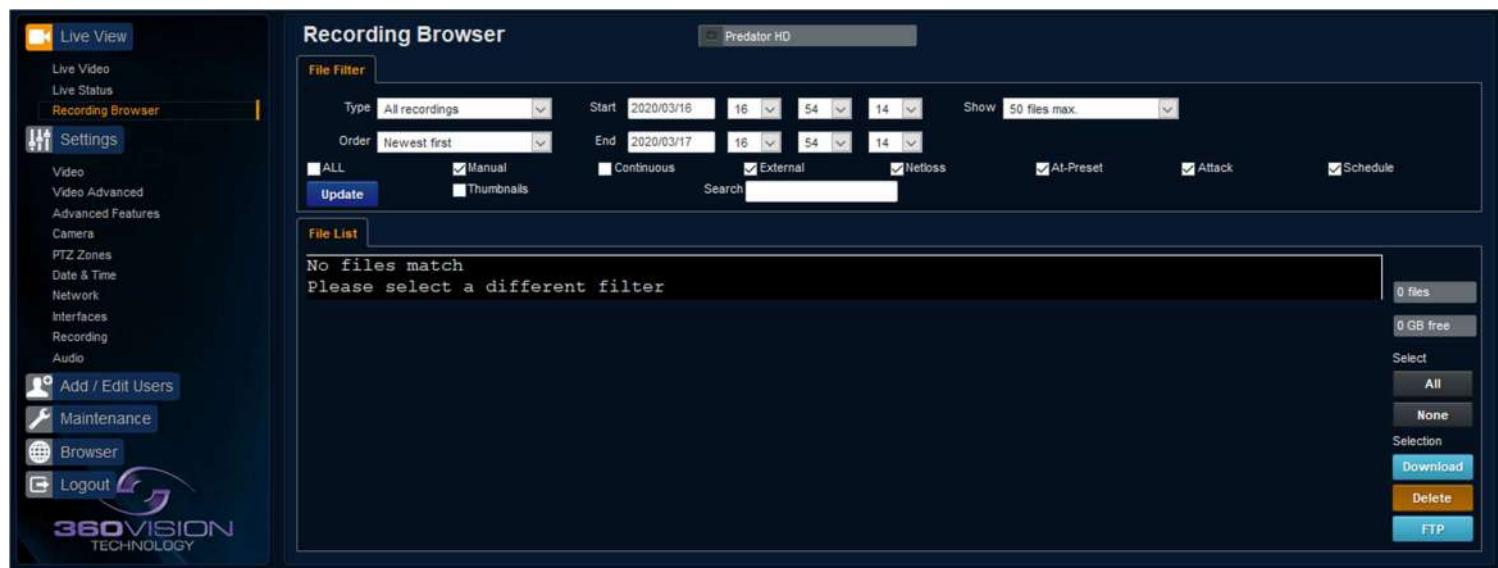 Live View
Live Video
Live Status
Recording Browser
Settings
Video
Video Advanced
Advanced Features
Camera
PTZ Zones
Date & Time
Network
Interfaces
Recording
Audio
Add / Edit Users
Maintenance
Browser
Logout
360VISION
TECHNOLOGY
Recording Browser
Predator HD
File Filter
Type All recordings Start 2020/03/16 16 54 14 Show 50 files max.
Order Newest first End 2020/03/17 16 54 14
ALL Manual Continuous External Netloss At-Preset Attack Schedule
Update Thumbnails Search
File List
No files match
Please select a different filter
0 files
0 GB free
Select
All
None
Selection
Download
Delete
FTP